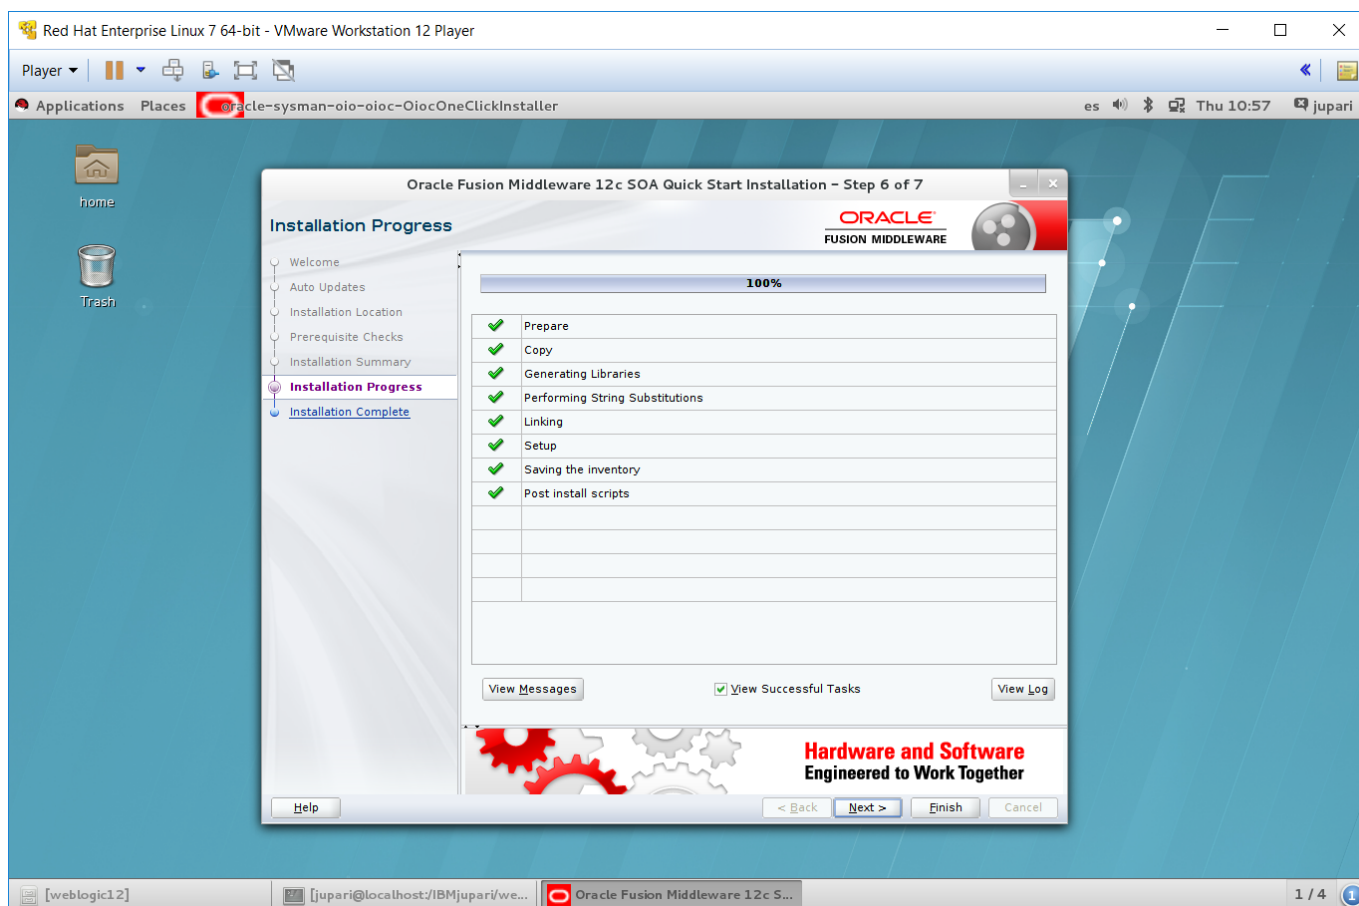 Red Hat Enterprise Linux 7 64-bit - VMware Workstation 12 Player
Player
Applications Places oracle-sysman-oio-oioc-OiocOneClickInstaller es Thu 10:57 jupari
home
Trash
Oracle Fusion Middleware 12c SOA Quick Start Installation - Step 6 of 7
Installation Progress
ORACLE
FUSION MIDDLEWARE
Welcome
Auto Updates
Installation Location
Prerequisite Checks
Installation Summary
Installation Progress
Installation Complete
100%
Prepare
Copy
Generating Libraries
Performing String Substitutions
Linking
Setup
Saving the inventory
Post install scripts
View Messages View Successful Tasks View Log
Hardware and Software
Engineered to Work Together
Help < Back Next > Finish Cancel
[weblogic12] [jupari@localhost:/IBMjupari/we... Oracle Fusion Middleware 12c S... 1 / 4 1